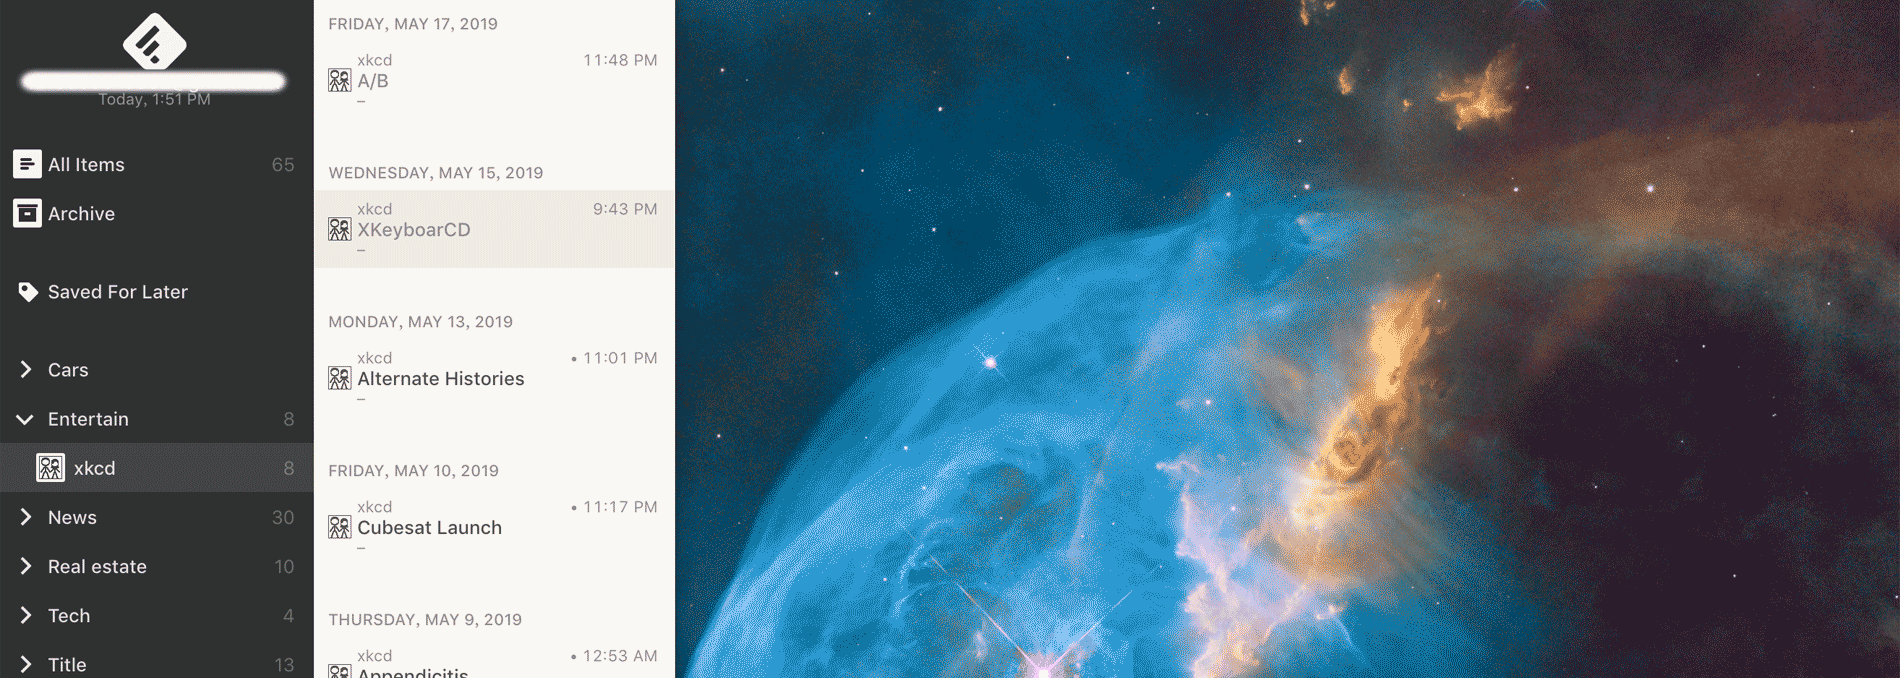 Today, 1:51 PM
All Items 65
Archive
Saved For Later
Cars
Entertain 8
xkcd 8
News 30
Real estate 10
Tech 4
Title 13
FRIDAY, MAY 17, 2019
xkcd 11:48 PM
A/B
–
WEDNESDAY, MAY 15, 2019
xkcd 9:43 PM
XKeyboarCD
–
MONDAY, MAY 13, 2019
xkcd • 11:01 PM
Alternate Histories
–
FRIDAY, MAY 10, 2019
xkcd • 11:17 PM
Cubesat Launch
–
THURSDAY, MAY 9, 2019
xkcd • 12:53 AM
Appendicitis